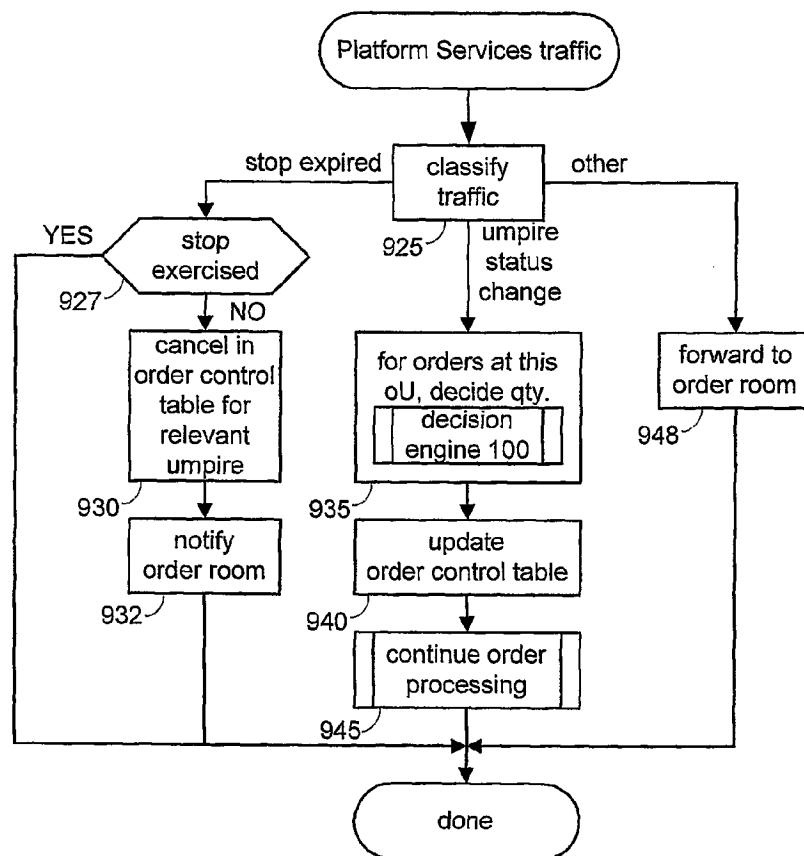 Platform Services traffic
stop expired
classify
traffic
other
925
umpire
status
change
YES
stop
exercised
927
NO
cancel in
order control
table for
relevant
umpire
930
notify
order room
932
for orders at this
oU, decide qty.
decision
engine 100
935
update
order control table
940
continue order
processing
945
forward to
order room
948
done